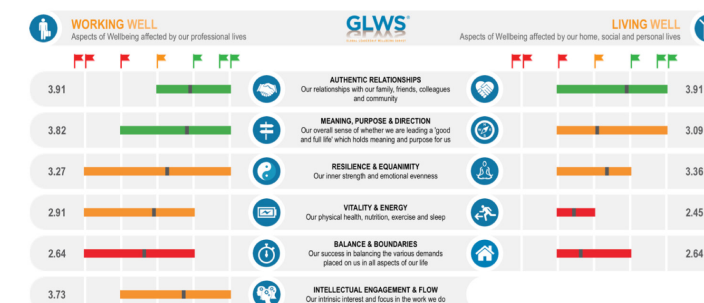 WORKING WELL
Aspects of Wellbeing affected by our professional lives
GLWS
LIVING WELL
Aspects of Wellbeing affected by our home, social and personal lives
3.91
AUTHENTIC RELATIONSHIPS
Our relationships with our family, friends, colleagues
and community
3.91
3.82
MEANING, PURPOSE & DIRECTION
Our overall sense of whether we are leading a 'good
and full life' which holds meaning and purpose for us
3.09
3.27
RESILIENCE & EQUANIMITY
Our inner strength and emotional evenness
3.36
2.91
VITALITY & ENERGY
Our physical health, nutrition, exercise and sleep
2.45
2.64
BALANCE & BOUNDARIES
Our success in balancing the various demands
placed on us in all aspects of our life
2.64
3.73
INTELLECTUAL ENGAGEMENT & FLOW
Our intrinsic interest and focus in the work we do